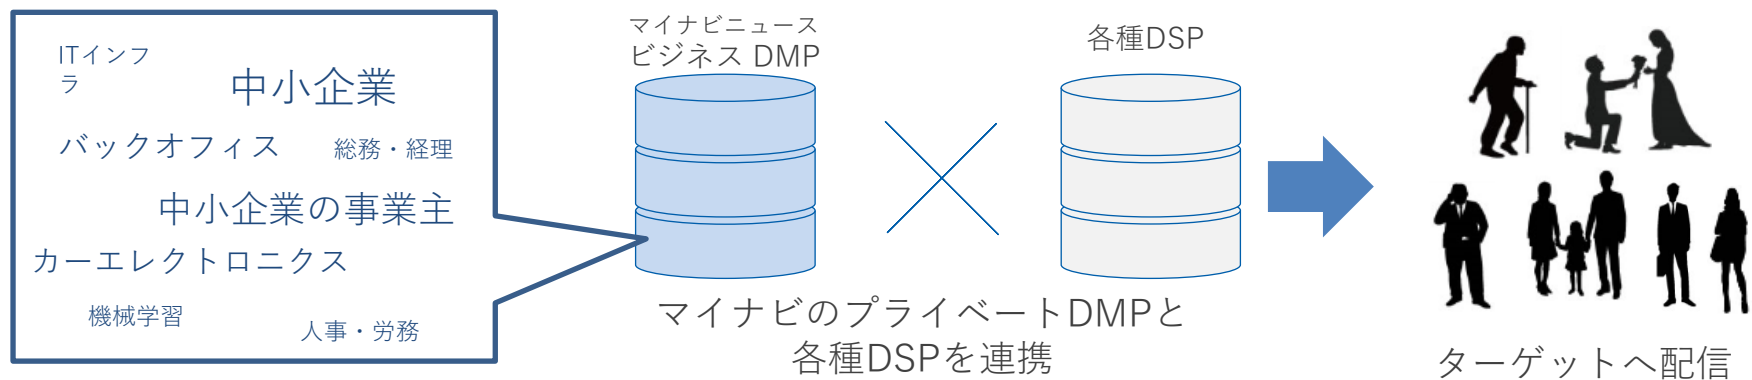 ITインフ
ラ
中小企業
バックオフィス
総務・経理
中小企業の事業主
カーエレクトロニクス
機械学習
人事・労務
マイナビニュース
ビジネス DMP
各種DSP
マイナビのプライベートDMPと
各種DSPを連携
ターゲットへ配信